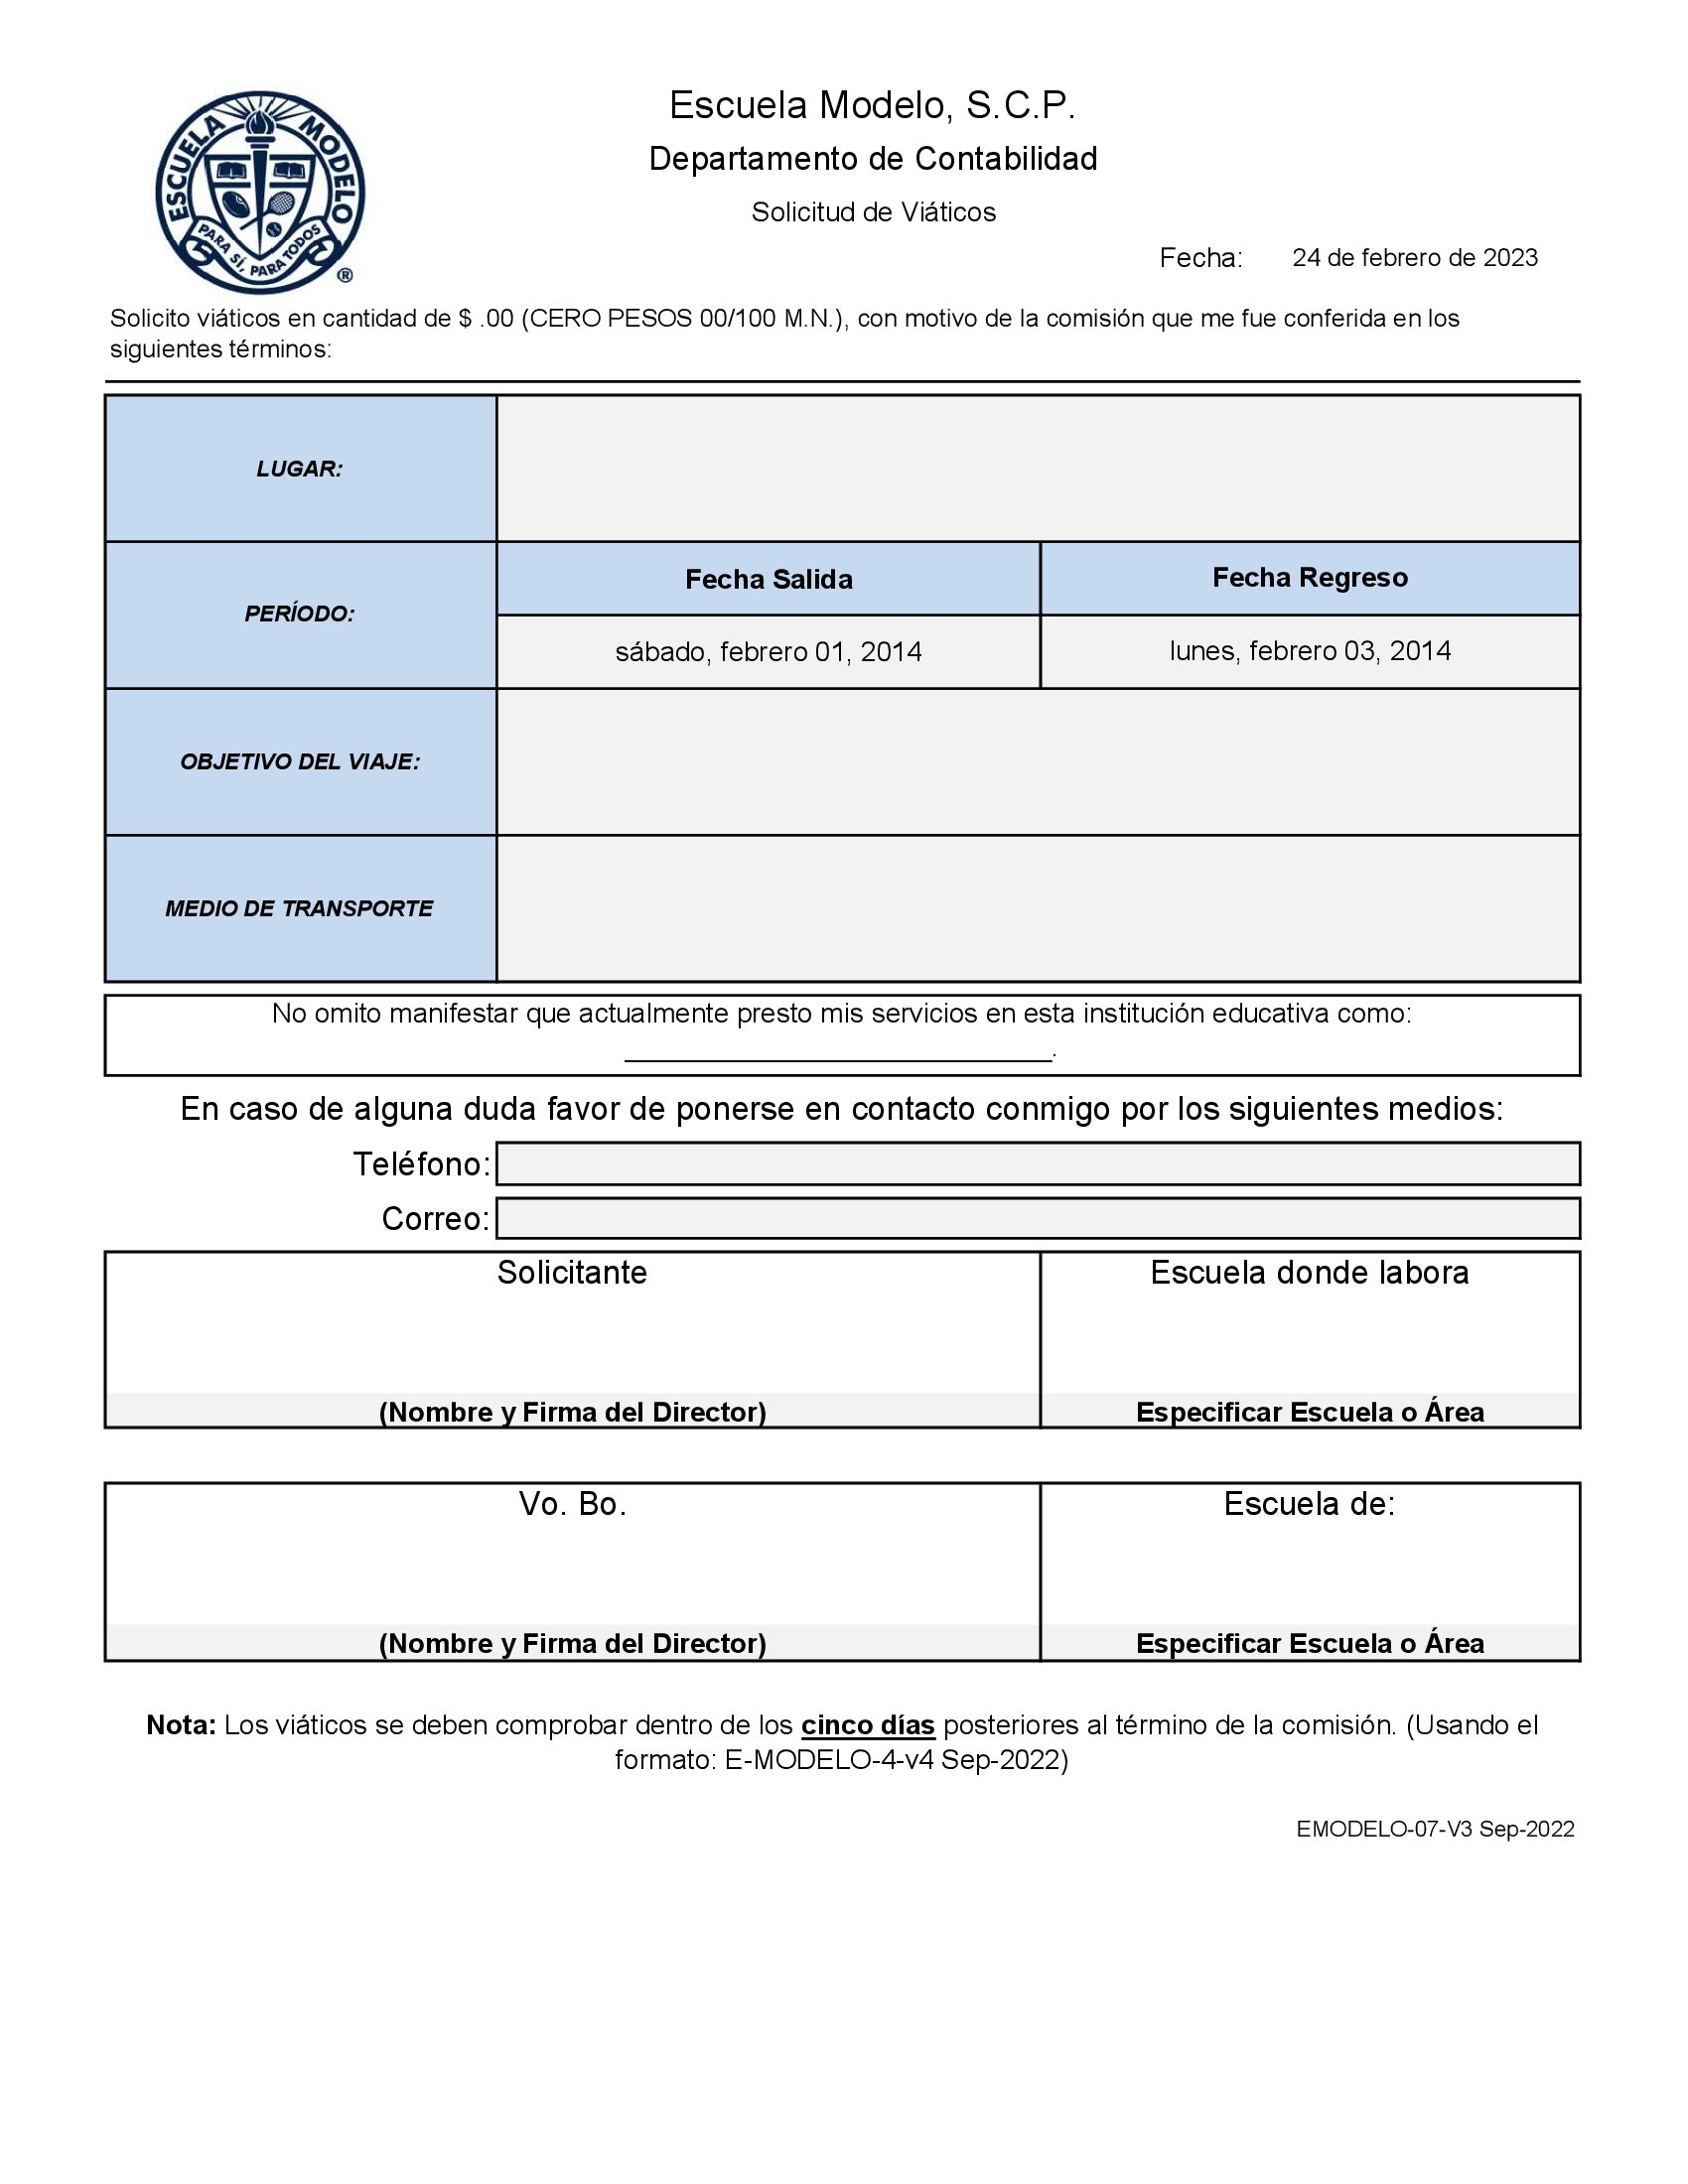 ESCUELA MODELO
PARA SÍ, PARA TODOS
®
Escuela Modelo, S.C.P.
Departamento de Contabilidad
Solicitud de Viáticos
Fecha: 24 de febrero de 2023
Solicito viáticos en cantidad de $ .00 (CERO PESOS 00/100 M.N.), con motivo de la comisión que me fue conferida en los
siguientes términos:
LUGAR:
PERÍODO:
Fecha Salida
Fecha Regreso
sábado, febrero 01, 2014
lunes, febrero 03, 2014
OBJETIVO DEL VIAJE:
MEDIO DE TRANSPORTE
No omito manifestar que actualmente presto mis servicios en esta institución educativa como:
____________________________.
En caso de alguna duda favor de ponerse en contacto conmigo por los siguientes medios:
Teléfono:
Correo:
Solicitante
Escuela donde labora
(Nombre y Firma del Director)
Especificar Escuela o Área
Vo. Bo.
Escuela de:
(Nombre y Firma del Director)
Especificar Escuela o Área
Nota: Los viáticos se deben comprobar dentro de los cinco días posteriores al término de la comisión. (Usando el
formato: E-MODELO-4-v4 Sep-2022)
EMODELO-07-V3 Sep-2022